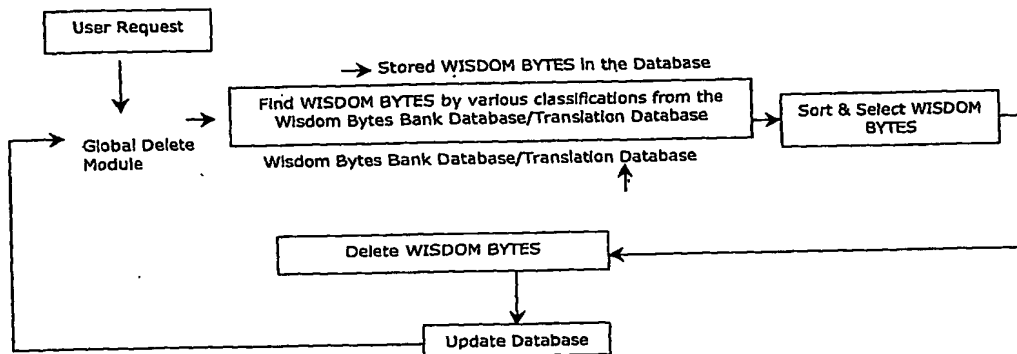 User Request
Stored WISDOM BYTES in the Database
Find WISDOM BYTES by various classifications from the
Wisdom Bytes Bank Database/Translation Database
Sort & Select WISDOM
BYTES
Global Delete
Module
Wisdom Bytes Bank Database/Translation Database
Delete WISDOM BYTES
Update Database